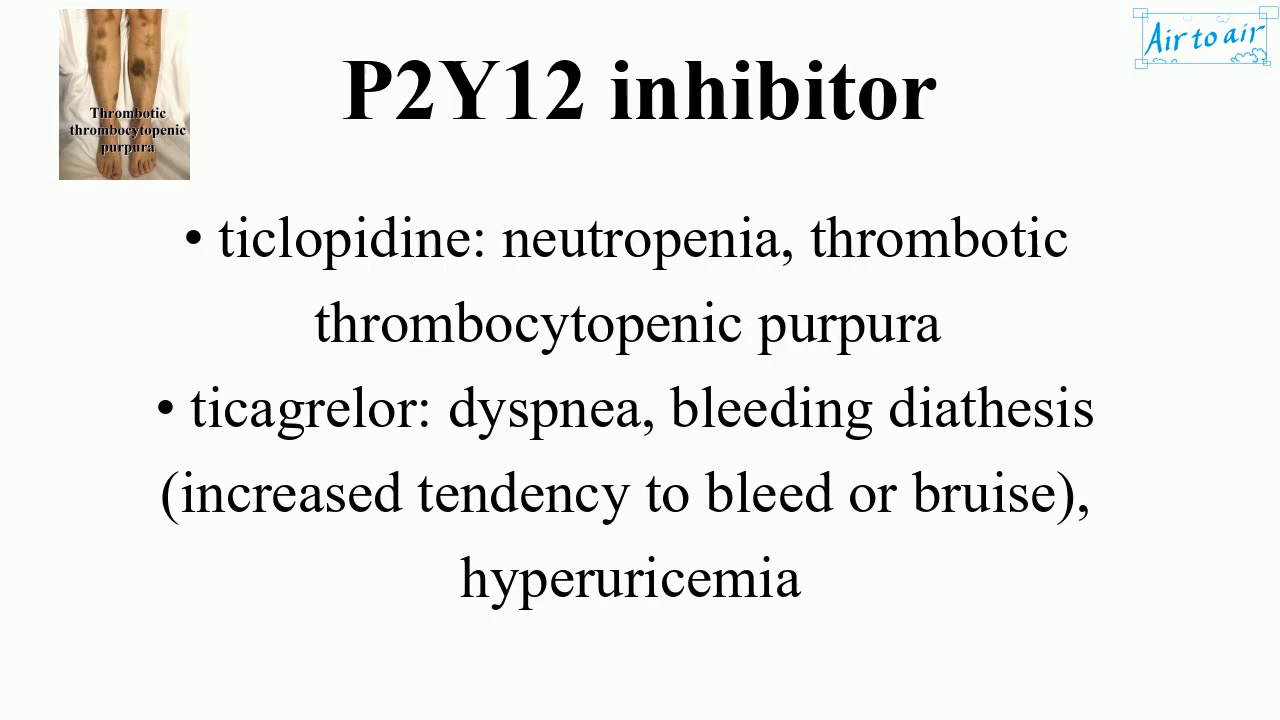 Thrombotic
thrombocytopenic
purpura
P2Y12 inhibitor
Air to air
• ticlopidine: neutropenia, thrombotic
thrombocytopenic purpura
• ticagrelor: dyspnea, bleeding diathesis
(increased tendency to bleed or bruise),
hyperuricemia